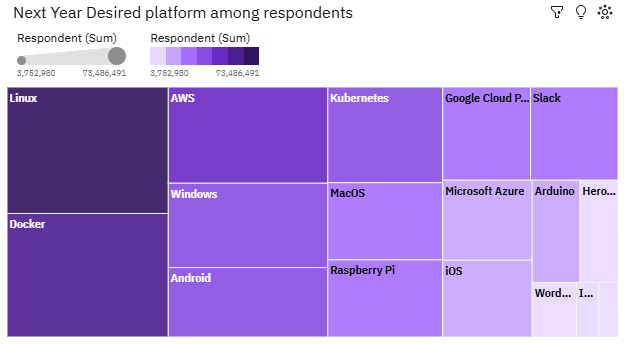 Next Year Desired platform among respondents
Respondent (Sum)
3,752,980 73,486,491
Respondent (Sum)
3,752,980 73,486,491
Linux
AWS
Kubernetes
Google Cloud P...
Slack
Windows
MacOS
Microsoft Azure
Arduino
Hero...
Docker
Android
Raspberry Pi
iOS
Word...
I...